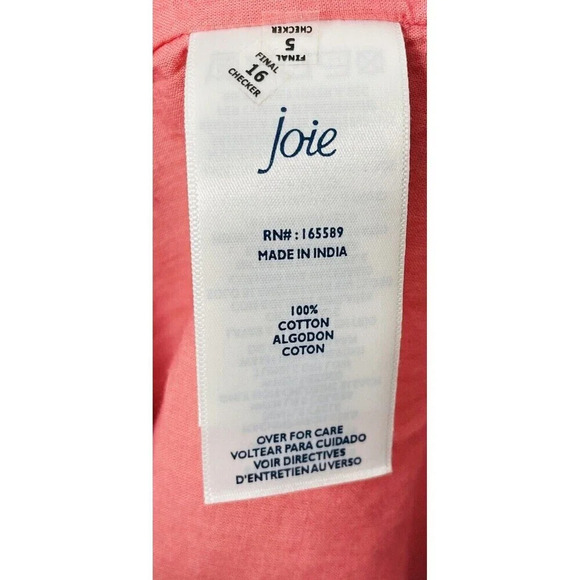 CHECKER
5
FINAL
FINAL
16
CHECKER
joie
RN# : 165589
MADE IN INDIA
100%
COTTON
ALGODON
COTON
OVER FOR CARE
VOLTEAR PARA CUIDADO
VOIR DIRECTIVES
D'ENTRETIEN AU VERSO